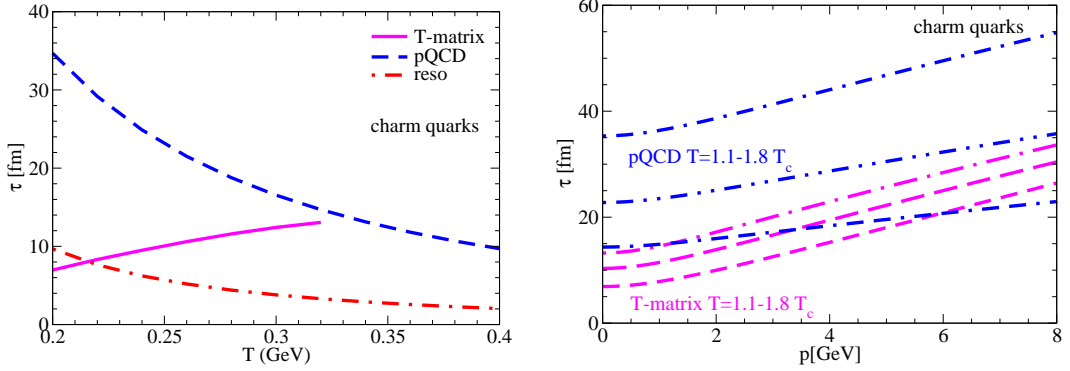 40
30
20
10
0
τ [fm]
0.2
0.25
0.3
0.35
0.4
T (GeV)
T-matrix
pQCD
reso
charm quarks
60
40
20
0
τ [fm]
0
2
4
6
8
p[GeV]
charm quarks
pQCD T=1.1-1.8 T_c
T-matrix T=1.1-1.8 T_c